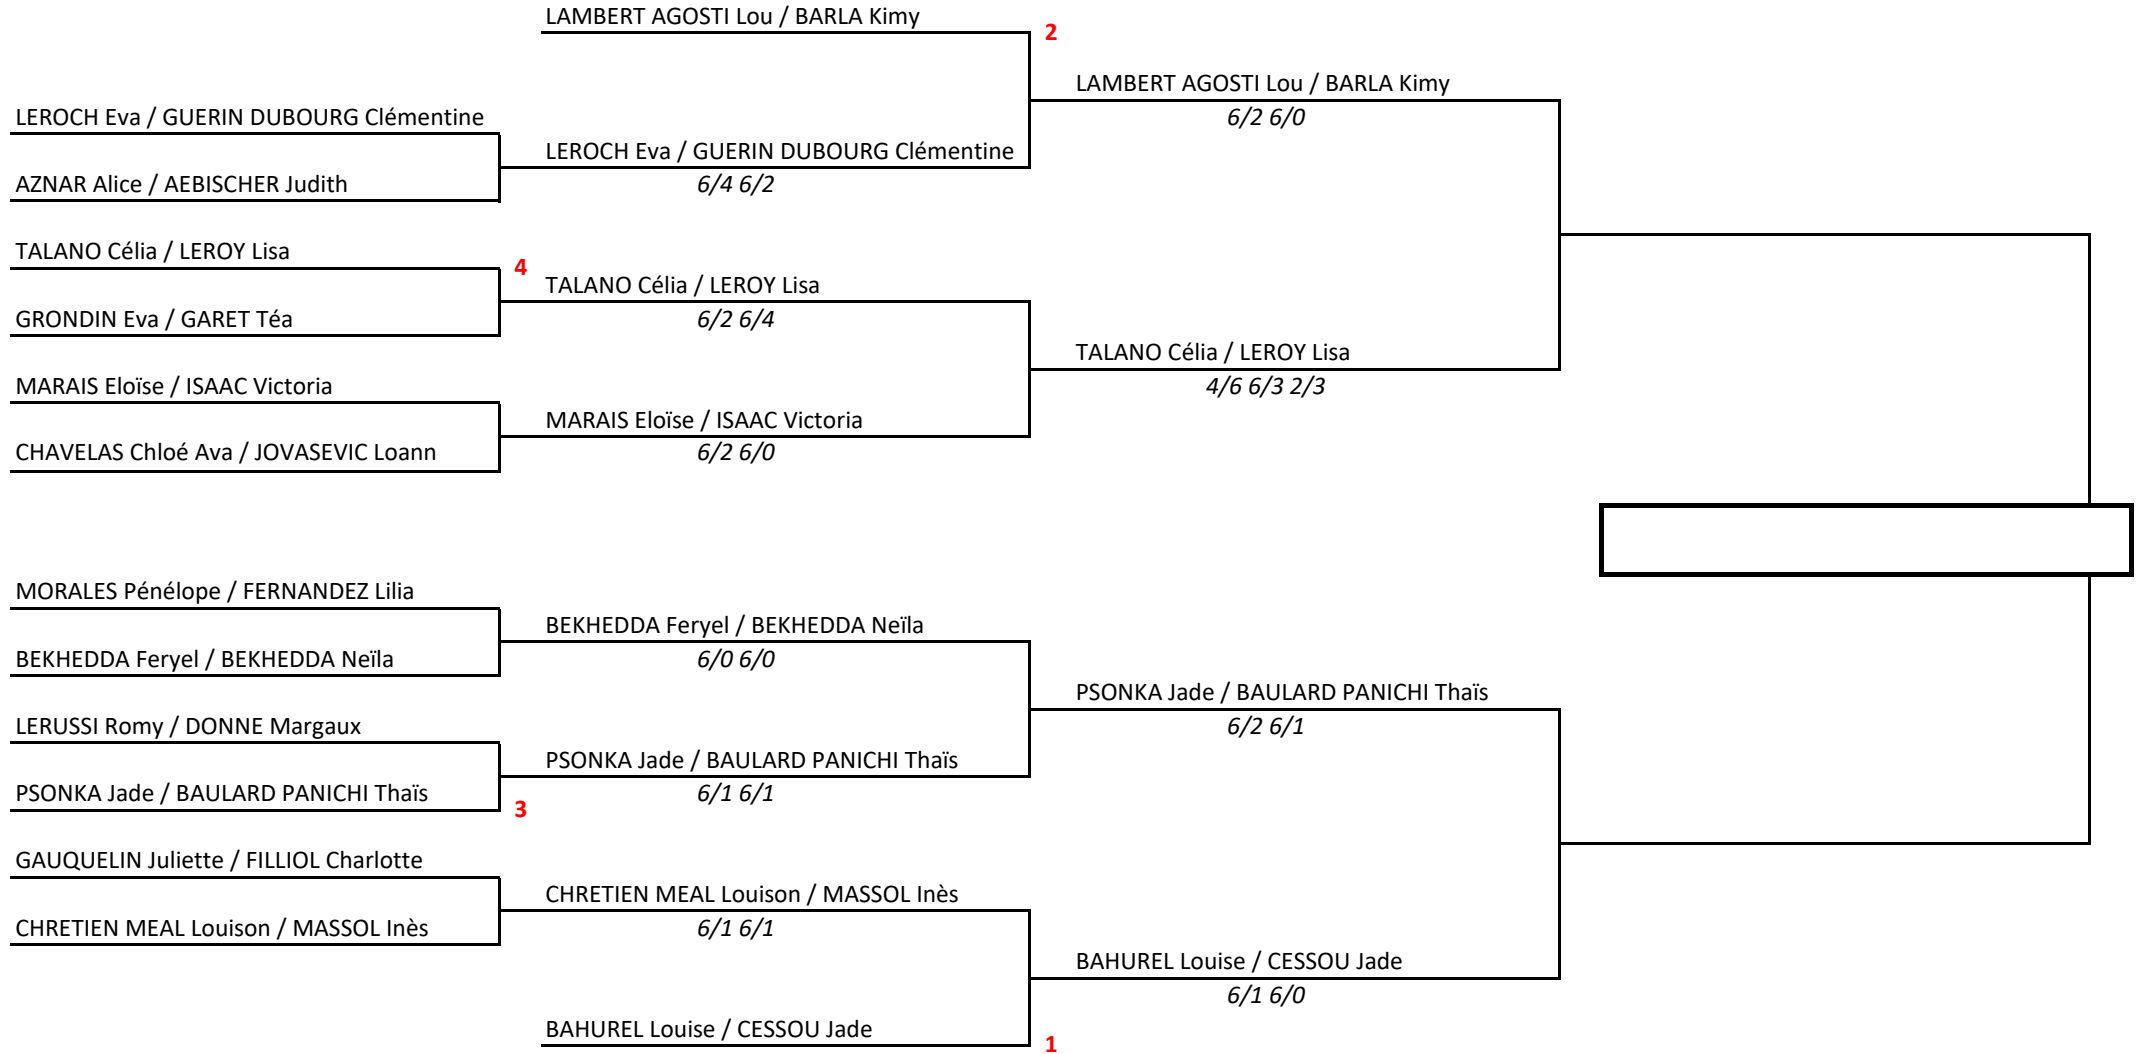 LAMBERT AGOSTI Lou / BARLA Kimy
2
LAMBERT AGOSTI Lou / BARLA Kimy
6/2 6/0
LEROCH Eva / GUERIN DUBOURG Clémentine
LEROCH Eva / GUERIN DUBOURG Clémentine
6/4 6/2
AZNAR Alice / AEBISCHER Judith
TALANO Célia / LEROY Lisa
4
TALANO Célia / LEROY Lisa
6/2 6/4
GRONDIN Eva / GARET Téa
TALANO Célia / LEROY Lisa
4/6 6/3 2/3
MARAIS Eloïse / ISAAC Victoria
MARAIS Eloïse / ISAAC Victoria
6/2 6/0
CHAVELAS Chloé Ava / JOVASEVIC Loann
MORALES Pénélope / FERNANDEZ Lilia
BEKHEDDA Feryel / BEKHEDDA Neïla
6/0 6/0
BEKHEDDA Feryel / BEKHEDDA Neïla
PSONKA Jade / BAULARD PANICHI Thaïs
6/2 6/1
LERUSSI Romy / DONNE Margaux
PSONKA Jade / BAULARD PANICHI Thaïs
6/1 6/1
PSONKA Jade / BAULARD PANICHI Thaïs
3
GAUQUELIN Juliette / FILLIOL Charlotte
CHRETIEN MEAL Louison / MASSOL Inès
6/1 6/1
CHRETIEN MEAL Louison / MASSOL Inès
BAHUREL Louise / CESSOU Jade
6/1 6/0
BAHUREL Louise / CESSOU Jade
1